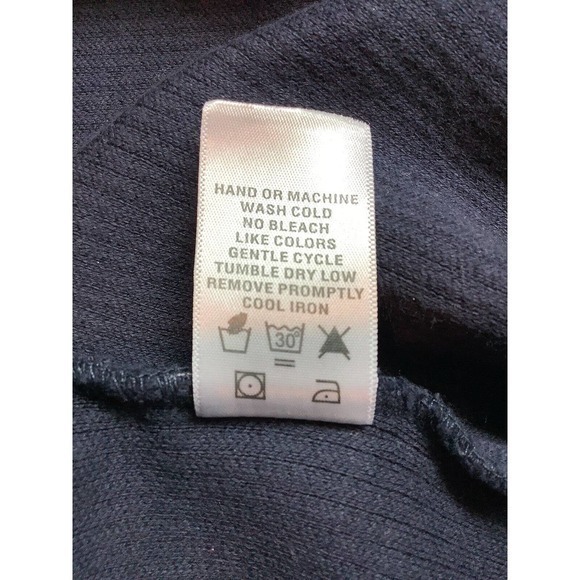 HAND OR MACHINE
WASH COLD
NO BLEACH
LIKE COLORS
GENTLE CYCLE
TUMBLE DRY LOW
REMOVE PROMPTLY
COOL IRON
30°